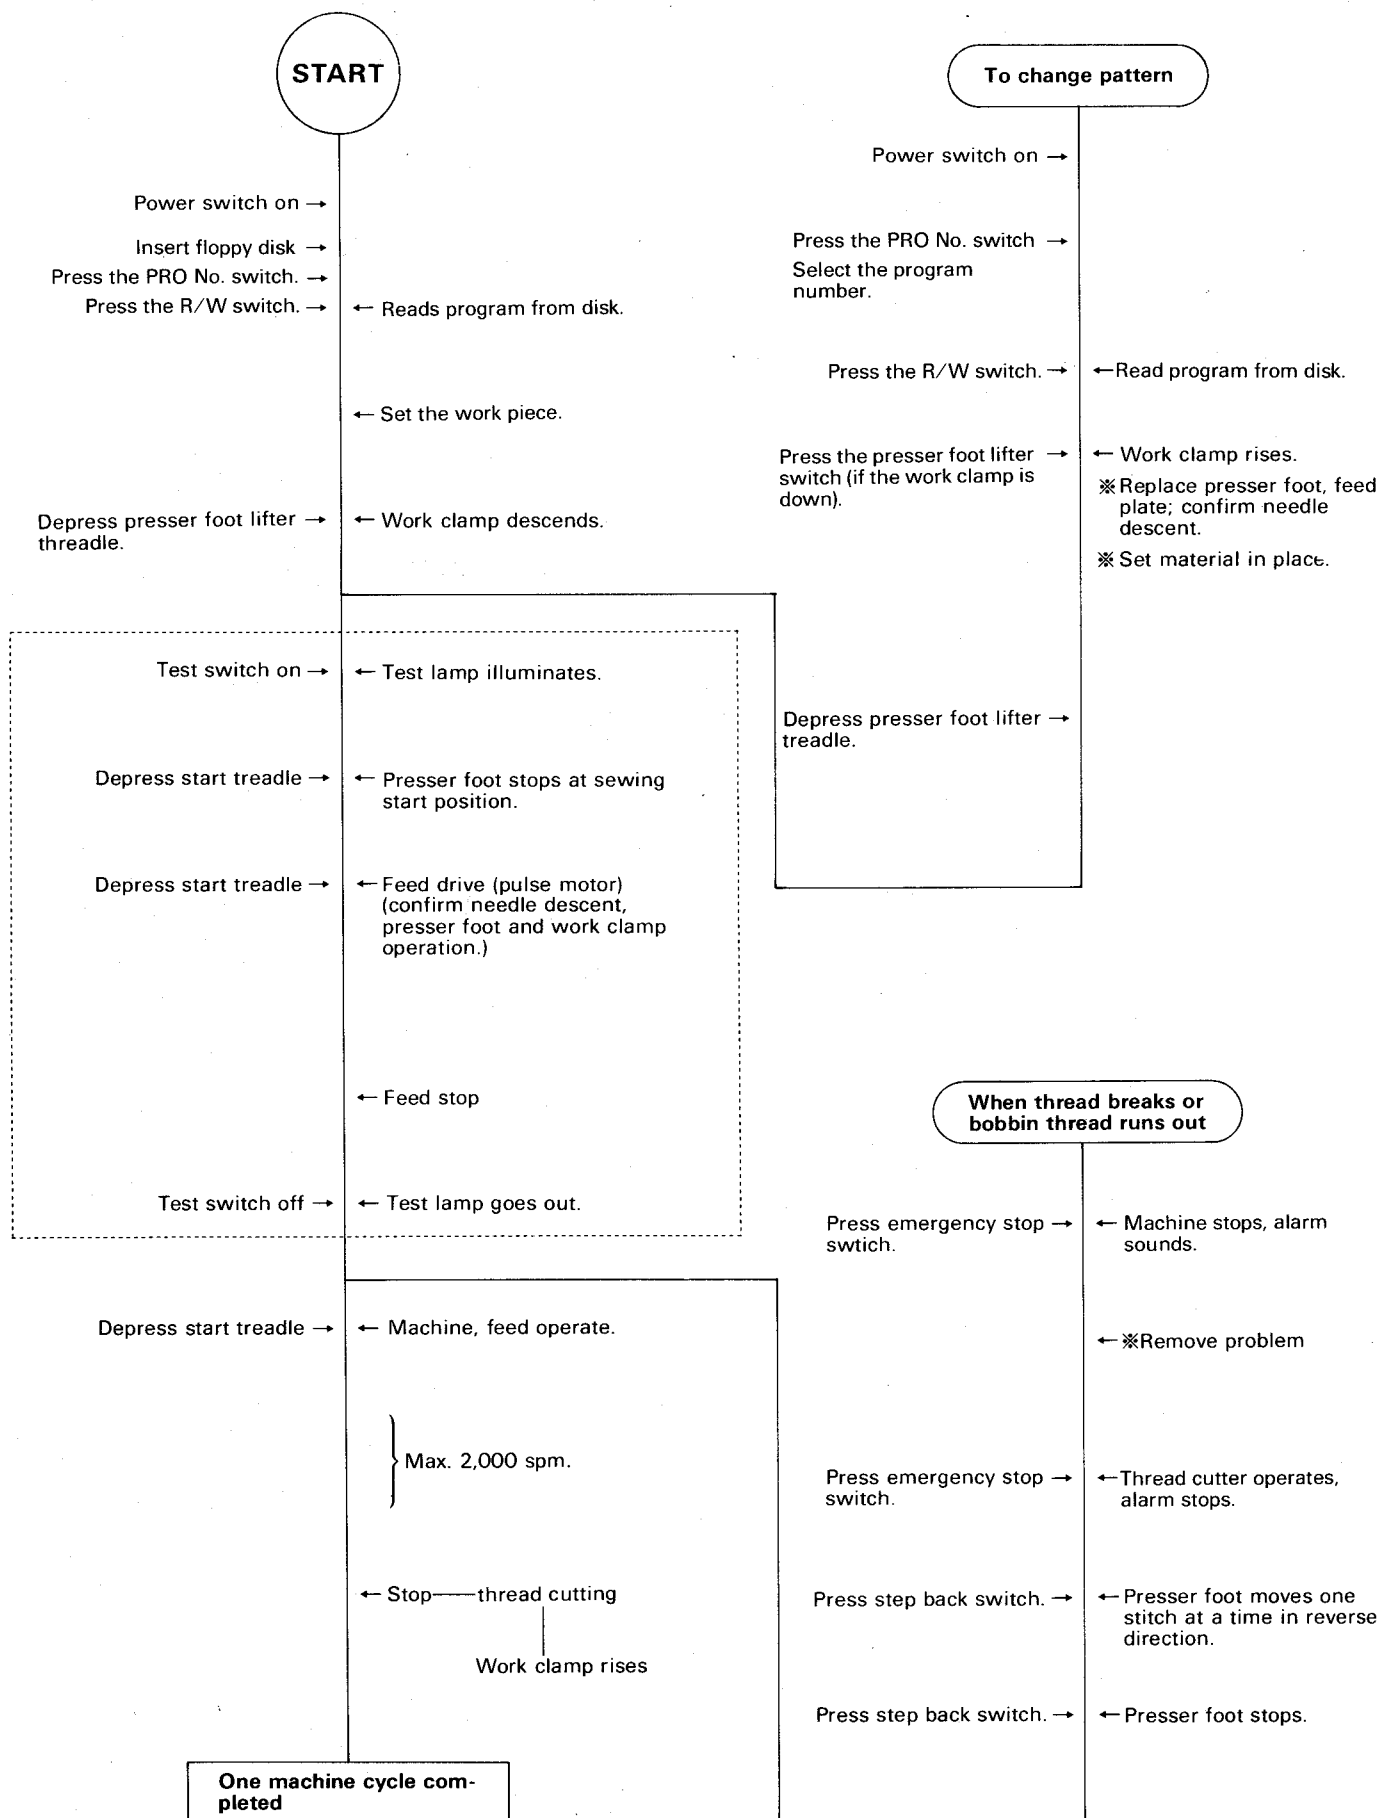 START
Power switch on →
Insert floppy disk →
Press the PRO No. switch. →
Press the R/W switch. →
← Reads program from disk.
← Set the work piece.
Depress presser foot lifter →
threadle.
← Work clamp descends.
Test switch on →
← Test lamp illuminates.
Depress start treadle →
← Presser foot stops at sewing
start position.
Depress start treadle →
← Feed drive (pulse motor)
(confirm needle descent,
presser foot and work clamp
operation.)
← Feed stop
Test switch off →
← Test lamp goes out.
Depress start treadle →
← Machine, feed operate.
Max. 2,000 spm.
← Stop——thread cutting
Work clamp rises
One machine cycle com-
pleted
To change pattern
Power switch on →
Press the PRO No. switch →
Select the program
number.
Press the R/W switch. →
←Read program from disk.
Press the presser foot lifter →
switch (if the work clamp is
down).
← Work clamp rises.
※Replace presser foot, feed
plate; confirm needle
descent.
※Set material in place.
Depress presser foot lifter →
treadle.
When thread breaks or
bobbin thread runs out
Press emergency stop →
swtich.
← Machine stops, alarm
sounds.
←※Remove problem
Press emergency stop →
switch.
←Thread cutter operates,
alarm stops.
Press step back switch. →
←Presser foot moves one
stitch at a time in reverse
direction.
Press step back switch. →
←Presser foot stops.